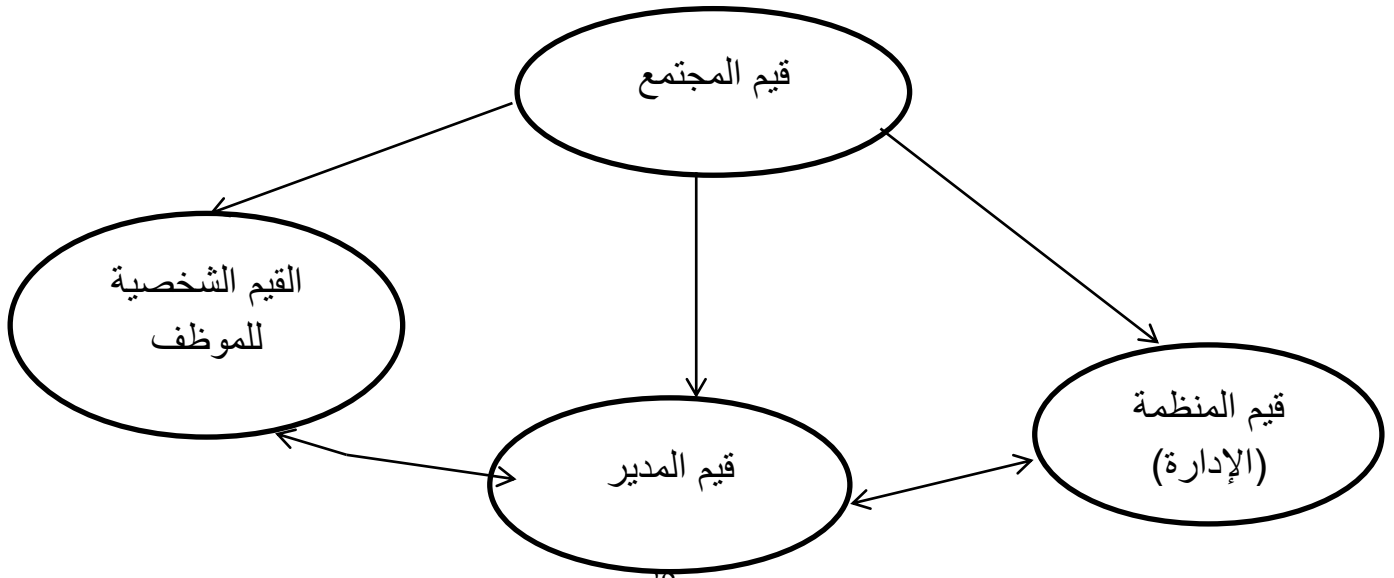 قيم المجتمع
القيم الشخصية
للموظف
قيم المنظمة
(الإدارة)
قيم المدير